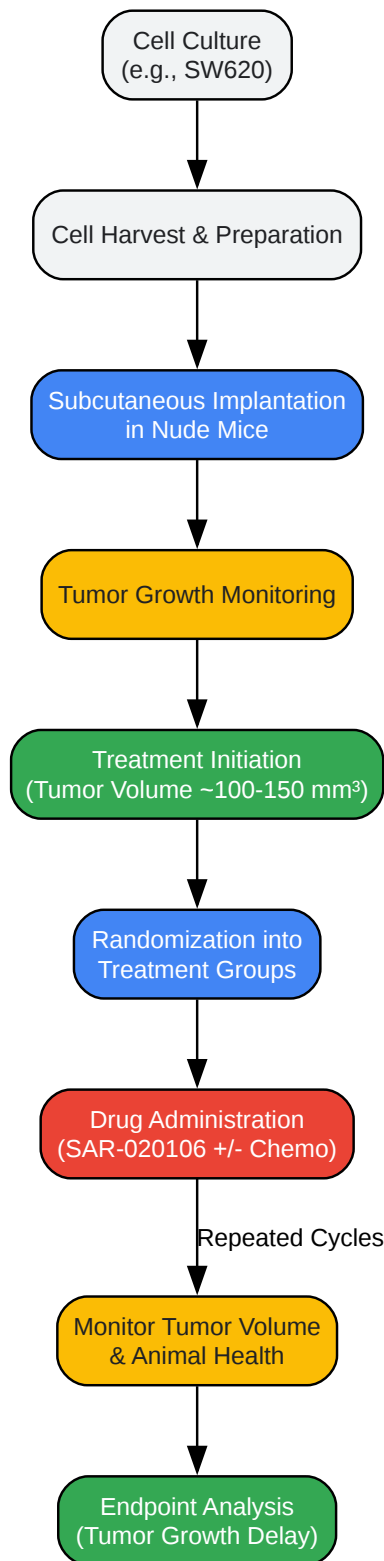 Cell Culture
(e.g., SW620)
Cell Harvest & Preparation
Subcutaneous Implantation
in Nude Mice
Tumor Growth Monitoring
Treatment Initiation
(Tumor Volume ~100-150 mm³)
Randomization into
Treatment Groups
Drug Administration
(SAR-020106 +/- Chemo)
Repeated Cycles
Monitor Tumor Volume
& Animal Health
Endpoint Analysis
(Tumor Growth Delay)